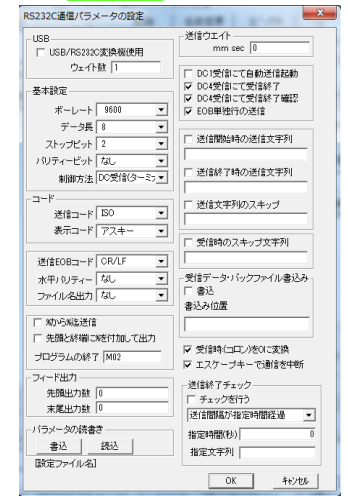 RS232C通信パラメータの設定
USB
USB/RS232C変換機使用
ウェイト数 1
基本設定
ボーレート 9600
データ長 8
ストップビット 2
パリティービット なし
制御方法 DC受信(ターミナ
コード
送信コード ISO
表示コード アスキー
送信EOBコード CR/LF
水平パリティー なし
ファイル名出力 なし
%から%迄送信
先頭と終端に%を付加して出力
プログラムの終了 M02
フィード出力
先頭出力数 0
末尾出力数 0
パラメータの読書き
書込 読込
[設定ファイル名]
送信ウエイト
mm sec 0
DC1受信にて自動送信起動
DC4受信にて受信終了
DC4受信にて受信終了確認
EOB単独行の送信
送信開始時の送信文字列
送信終了時の送信文字列
送信文字列のスキップ
受信時のスキップ文字列
受信データ・バックファイル書込み
書込
書込み位置
受信時:(コロン)をOに変換
エスケープキーで通信を中断
送信終了チェック
チェックを行う
送信間隔が指定時間経過
指定時間(秒) 0
指定文字列
OK キャンセル